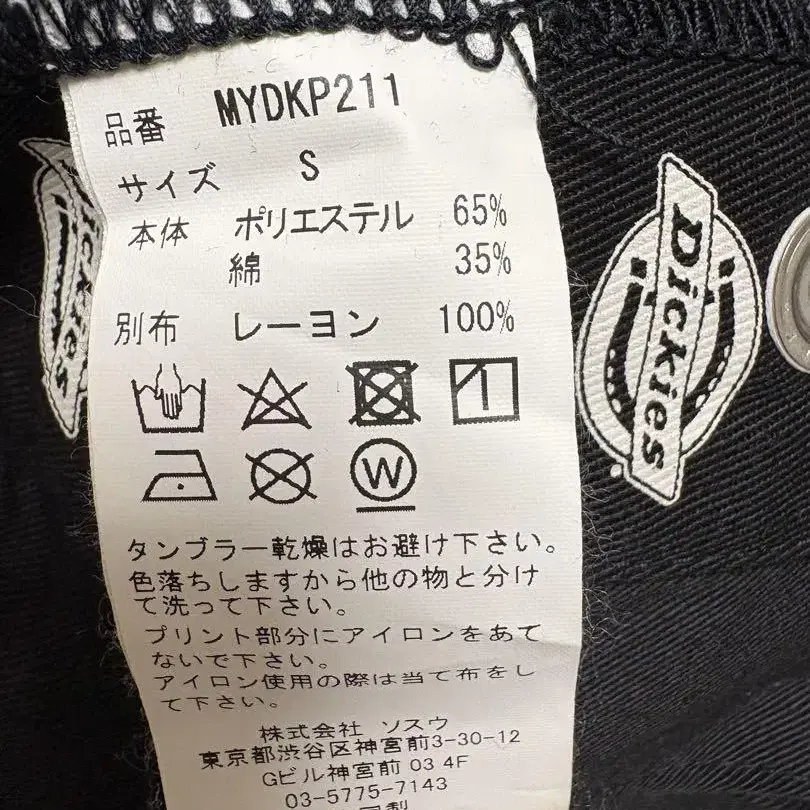 品番 MYDKP211
サイズ S
本体 ポリエステル 65%
綿 35%
別布 レーヨン 100%
W
タンブラー乾燥はお避け下さい。
色落ちしますから他の物と分け
て洗って下さい。
プリント部分にアイロンをあて
ないで下さい。
アイロン使用の際は当て布をし
て下さい。
株式会社 ソスウ
東京都渋谷区神宮前3-30-12
Gビル神宮前 03 4F
03-5775-7143
Dickies
Dickies